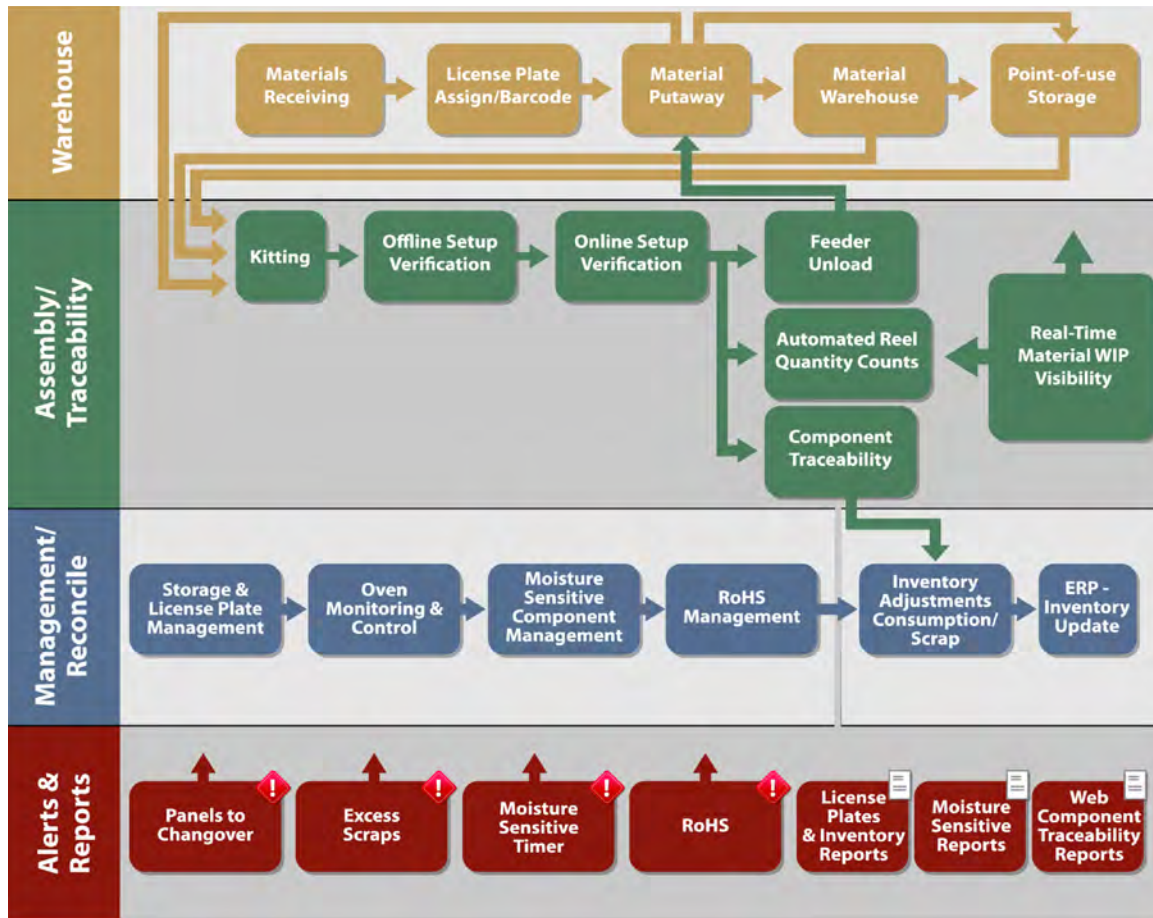 Warehouse
Materials
Receiving
License Plate
Assign/Barcode
Material
Putaway
Material
Warehouse
Point-of-use
Storage
Assembly/
Traceability
Kitting
Offline Setup
Verification
Online Setup
Verification
Feeder
Unload
Automated Reel
Quantity Counts
Component
Traceability
Real-Time
Material WIP
Visibility
Management/
Reconcile
Storage &
License Plate
Management
Oven
Monitoring &
Control
Moisture
Sensitive
Component
Management
RoHS
Management
Inventory
Adjustments
Consumption/
Scrap
ERP -
Inventory
Update
Alerts &
Reports
Panels to
Changover
!
Excess
Scraps
!
Moisture
Sensitive
Timer
!
RoHS
!
License
Plates
& Inventory
Reports
Moisture
Sensitive
Reports
Web
Component
Traceability
Reports